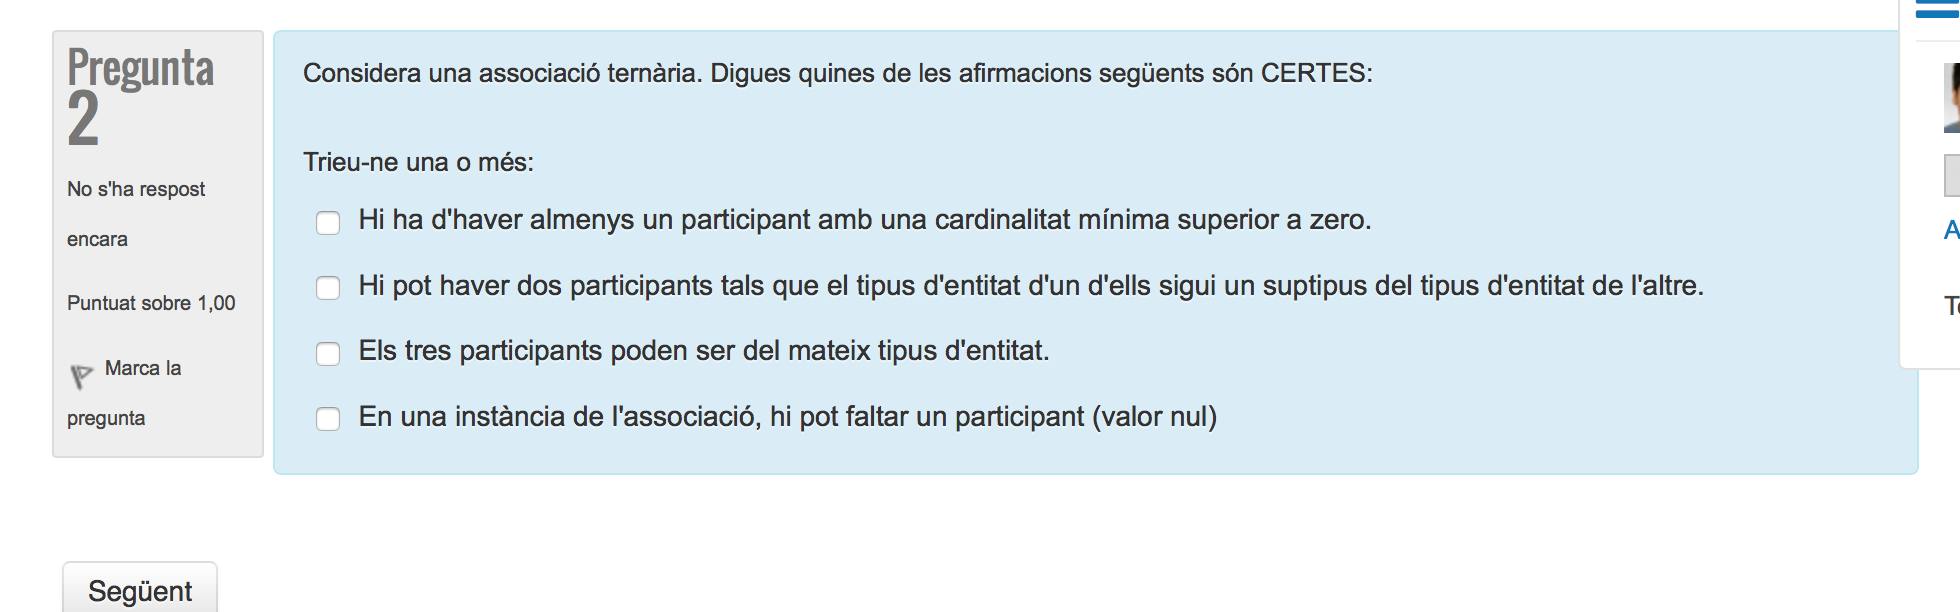 Pregunta
2
No s'ha respost
encara
Puntuat sobre 1,00
Marca la
pregunta
Considera una associació ternària. Digues quines de les afirmacions següents són CERTES:
Trieu-ne una o més:
Hi ha d'haver almenys un participant amb una cardinalitat mínima superior a zero.
Hi pot haver dos participants tals que el tipus d'entitat d'un d'ells sigui un suptipus del tipus d'entitat de l'altre.
Els tres participants poden ser del mateix tipus d'entitat.
En una instància de l'associació, hi pot faltar un participant (valor nul)
Següent